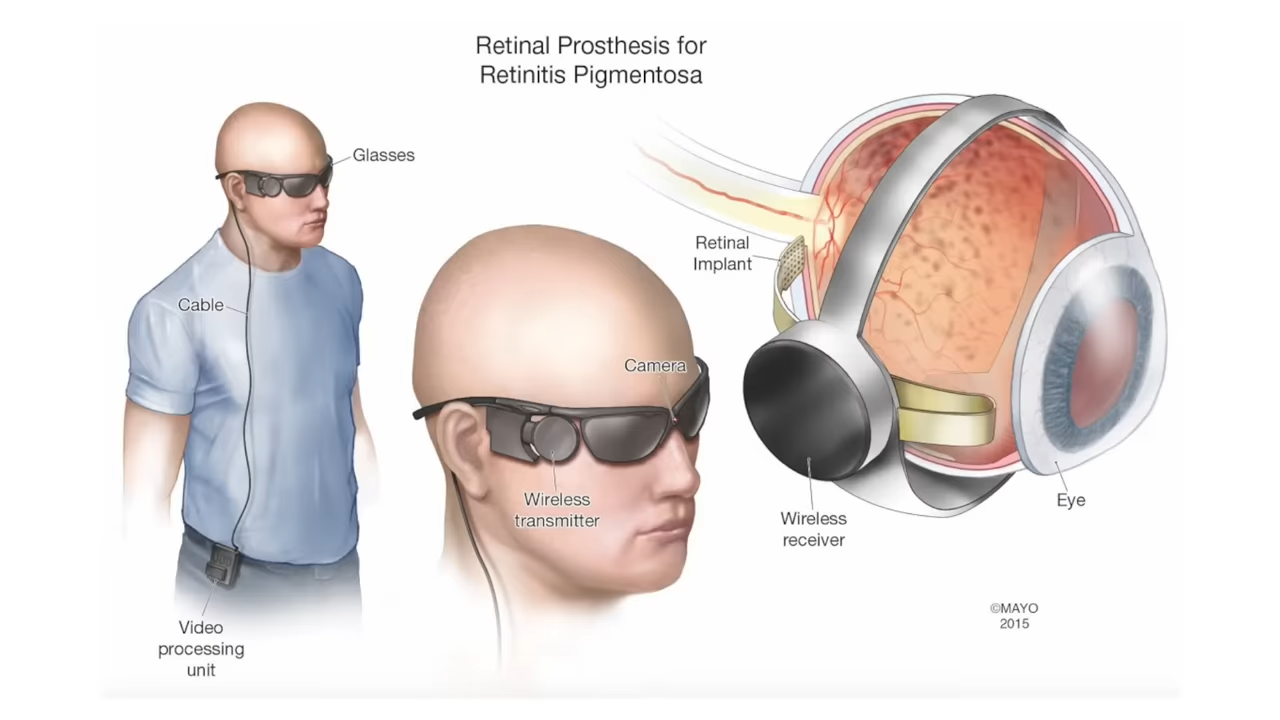 Retinal Prosthesis for
Retinitis Pigmentosa
Glasses
Cable
Video
processing
unit
Camera
Wireless
transmitter
Retinal
Implant
Wireless
receiver
Eye
©MAYO
2015